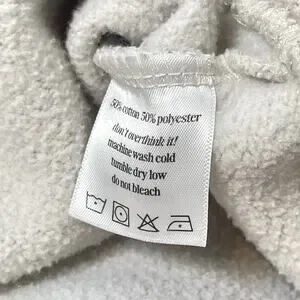 50% cotton 50% polyester
don't overthink it!
machine wash cold
tumble dry low
do not bleach